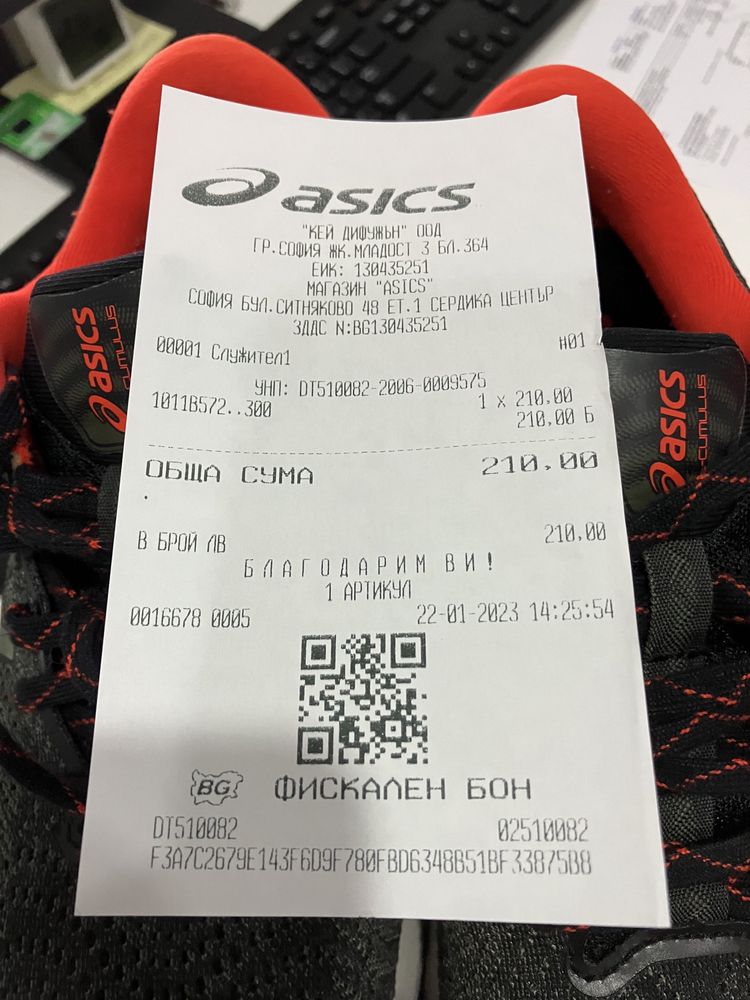 asics
"КЕЙ ДИФУЖЪН" ООД
ГР.СОФИЯ ЖК.МЛАДОСТ 3 БЛ.364
ЕИК: 130435251
МАГАЗИН "ASICS"
СОФИЯ БУЛ.СИТНЯКОВО 48 ЕТ.1 СЕРДИКА ЦЕНТЪР
ЗДДС N:BG130435251
00001 Служител1 #01
УНП: DT510082-2006-0009575
1011B572..300 1 x 210,00
210,00 Б
ОБЩА СУМА 210.00
В БРОЙ ЛВ 210,00
БЛАГОДАРИМ ВИ!
1 АРТИКУЛ
0016678 0005 22-01-2023 14:25:54
BG ФИСКАЛЕН БОН
DT510082 02510082
F3A7C2679E143F6D9F780FBD6348B51BF33875B8
asics
CUMULUS
asics
-CUMULUS